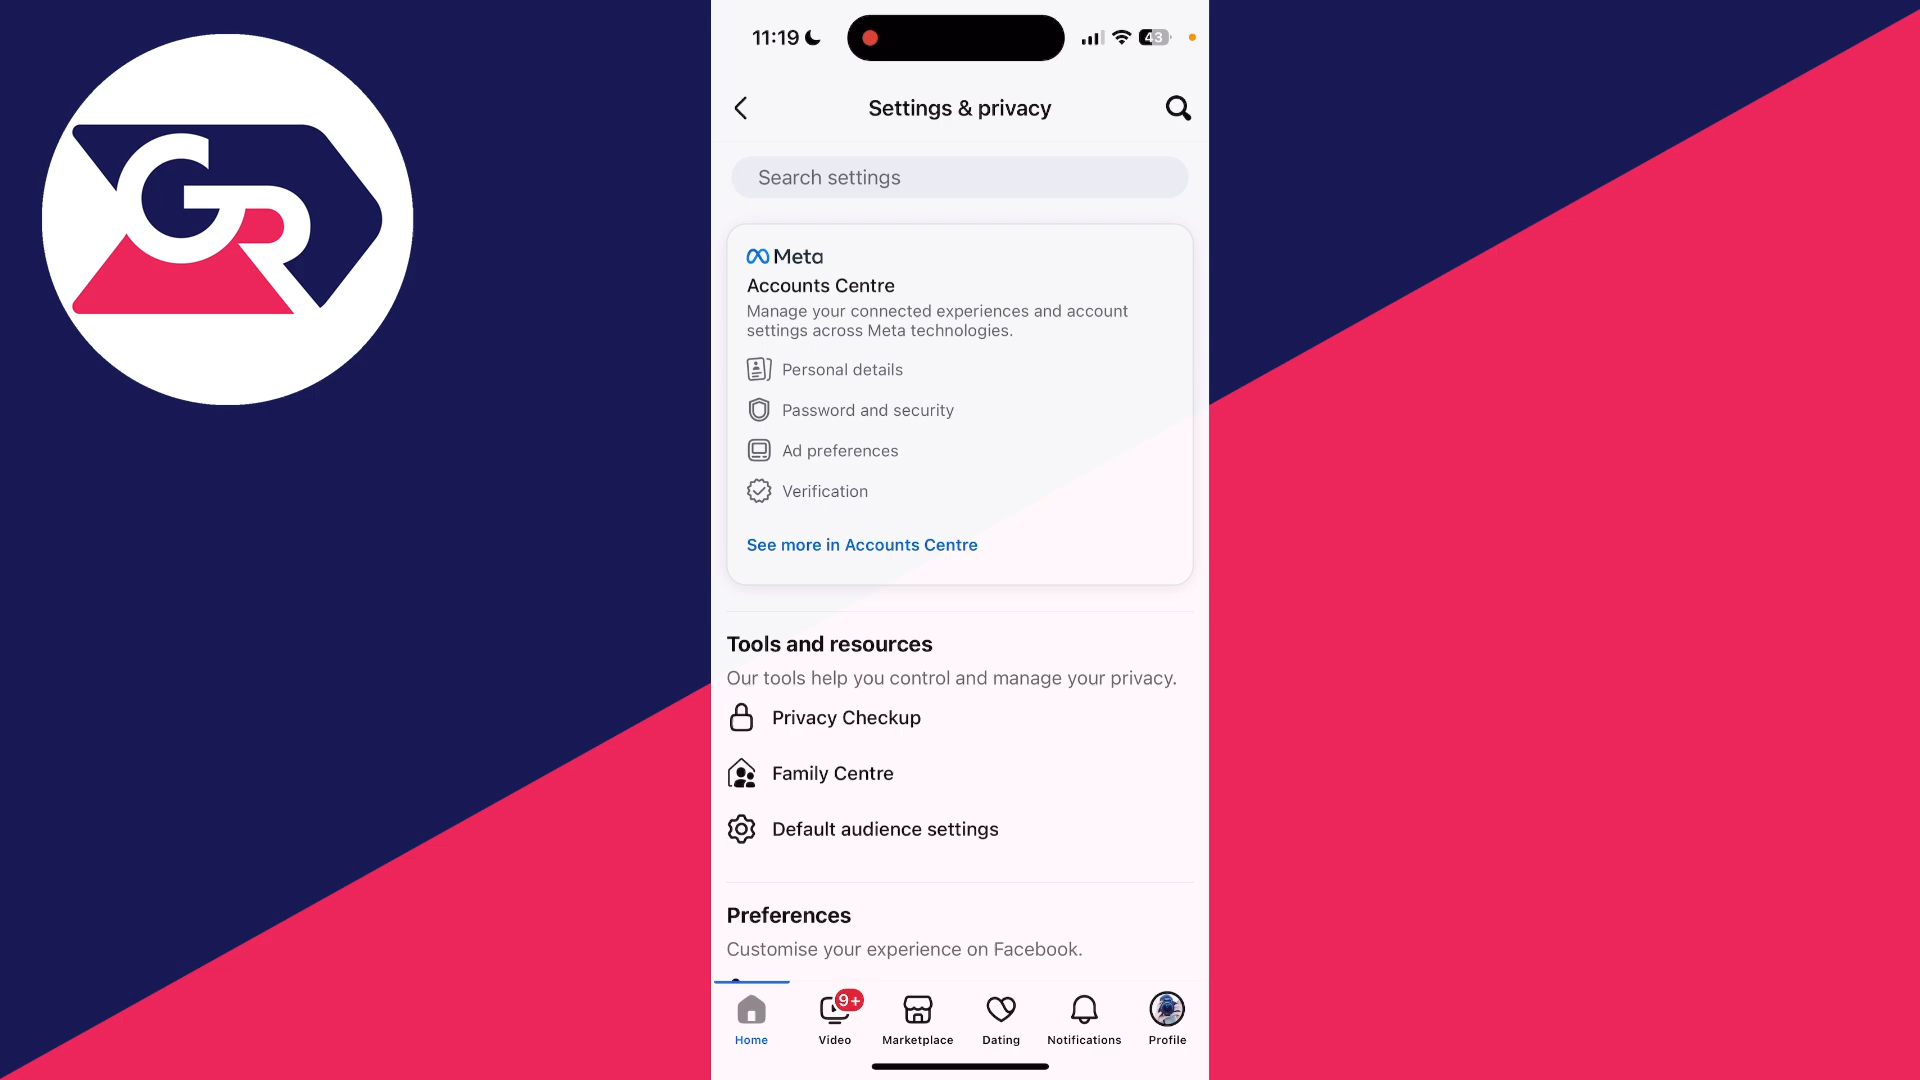 GR
11:19
43
Settings & privacy
Search settings
Meta
Accounts Centre
Manage your connected experiences and account
settings across Meta technologies.
Personal details
Password and security
Ad preferences
Verification
See more in Accounts Centre
Tools and resources
Our tools help you control and manage your privacy.
Privacy Checkup
Family Centre
Default audience settings
Preferences
Customise your experience on Facebook.
9+
Home Video Marketplace Dating Notifications Profile